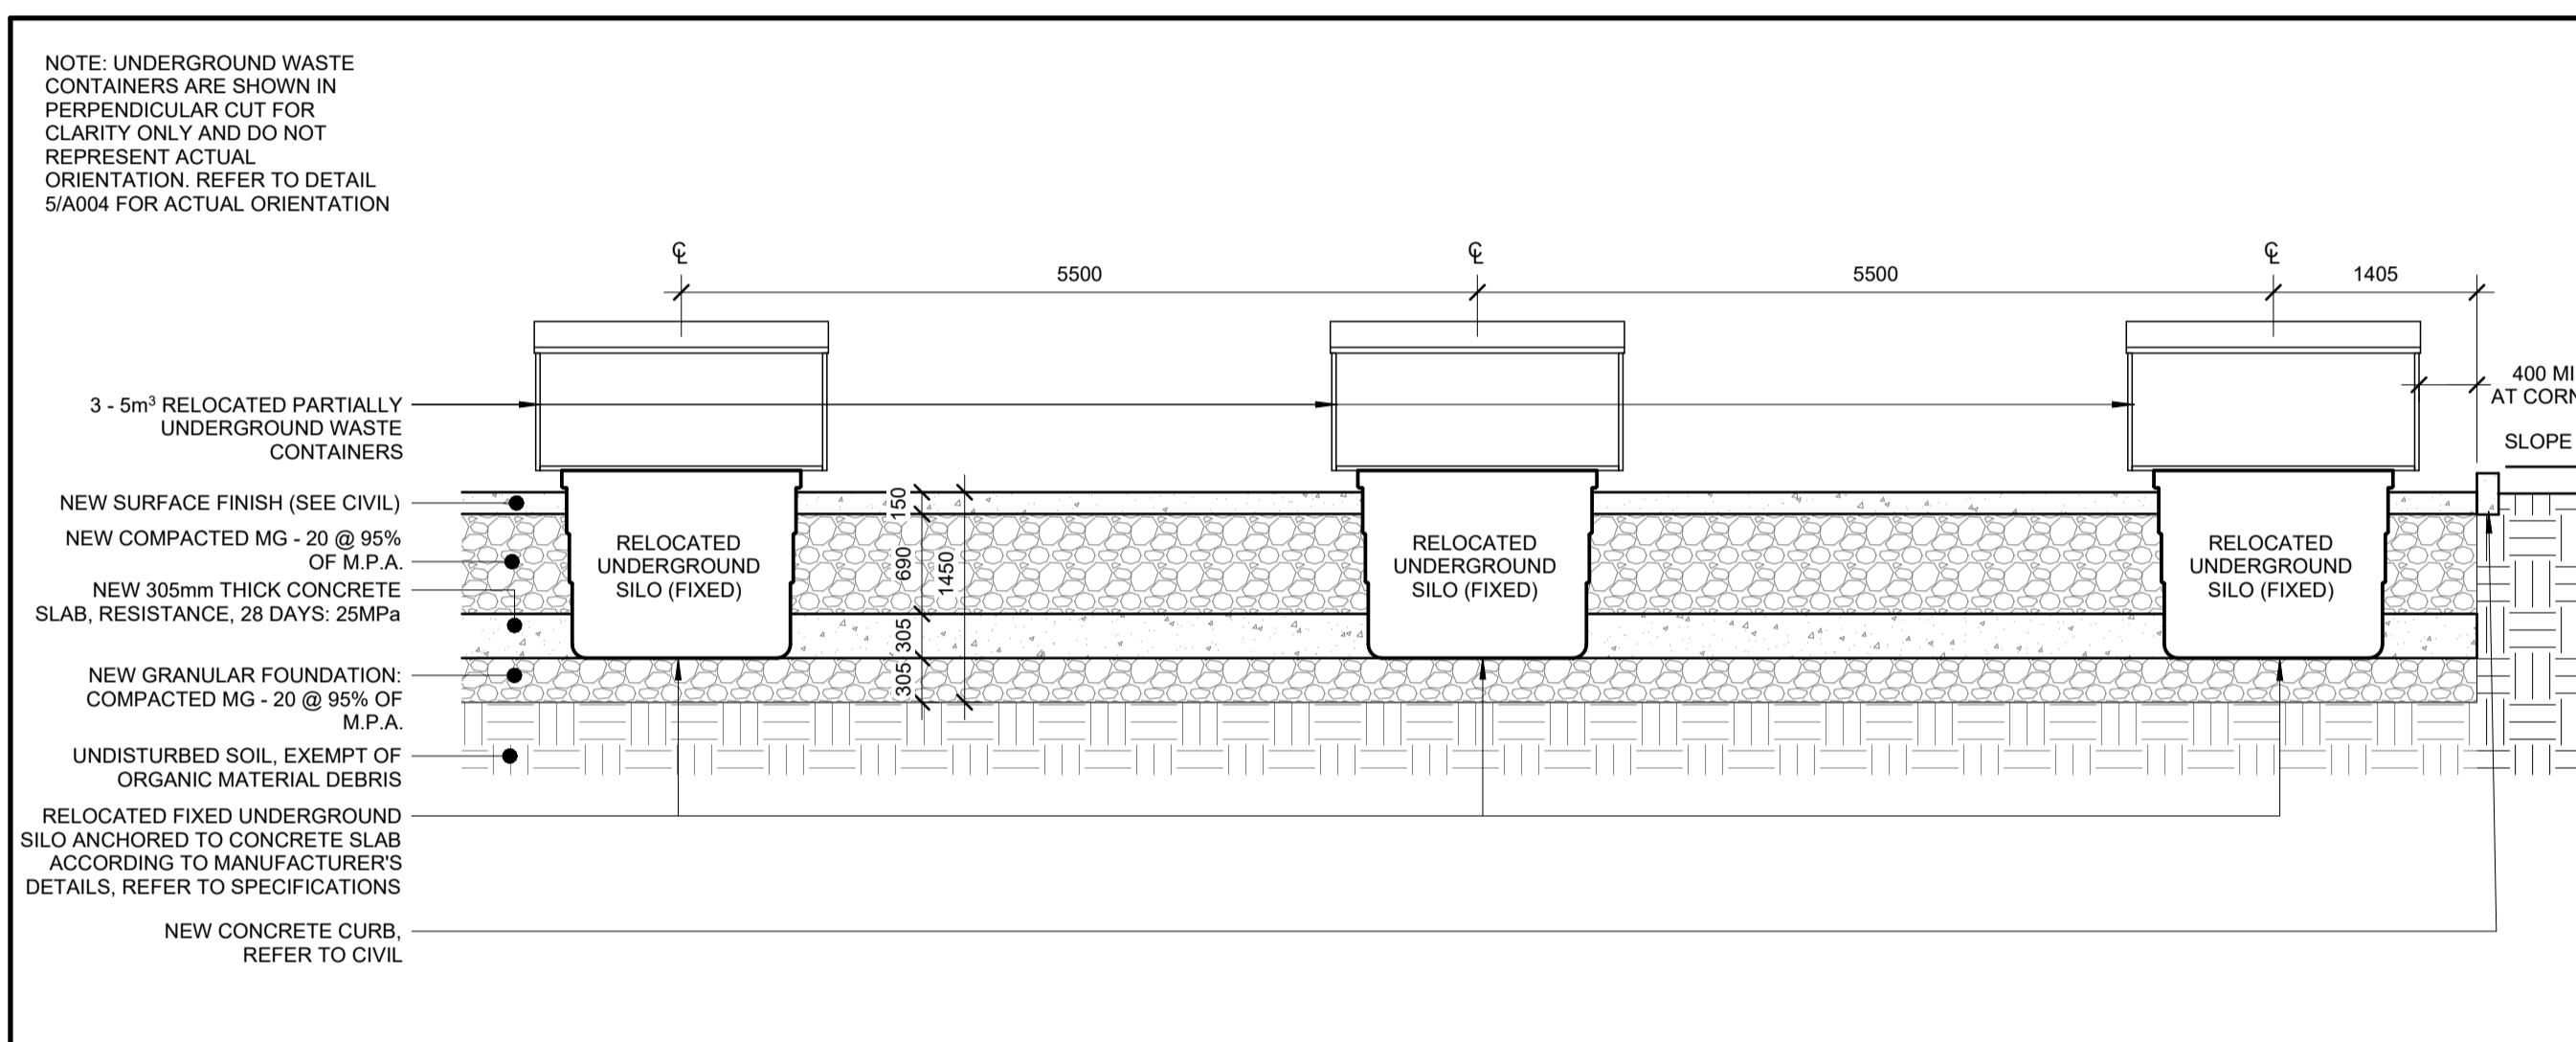 NOTE: UNDERGROUND WASTE
CONTAINERS ARE SHOWN IN
PERPENDICULAR CUT FOR
CLARITY ONLY AND DO NOT
REPRESENT ACTUAL
ORIENTATION. REFER TO DETAIL
5/A004 FOR ACTUAL ORIENTATION
℄ ℄ ℄
5500 5500 1405
400 MI
AT CORN
SLOPE
3 - 5m³ RELOCATED PARTIALLY
UNDERGROUND WASTE
CONTAINERS
NEW SURFACE FINISH (SEE CIVIL)
NEW COMPACTED MG - 20 @ 95%
OF M.P.A.
NEW 305mm THICK CONCRETE
SLAB, RESISTANCE, 28 DAYS: 25MPa
NEW GRANULAR FOUNDATION:
COMPACTED MG - 20 @ 95% OF
M.P.A.
UNDISTURBED SOIL, EXEMPT OF
ORGANIC MATERIAL DEBRIS
RELOCATED FIXED UNDERGROUND
SILO ANCHORED TO CONCRETE SLAB
ACCORDING TO MANUFACTURER'S
DETAILS, REFER TO SPECIFICATIONS
NEW CONCRETE CURB,
REFER TO CIVIL
RELOCATED
UNDERGROUND
SILO (FIXED)
150
690
305
305
1450
RELOCATED
UNDERGROUND
SILO (FIXED)
RELOCATED
UNDERGROUND
SILO (FIXED)